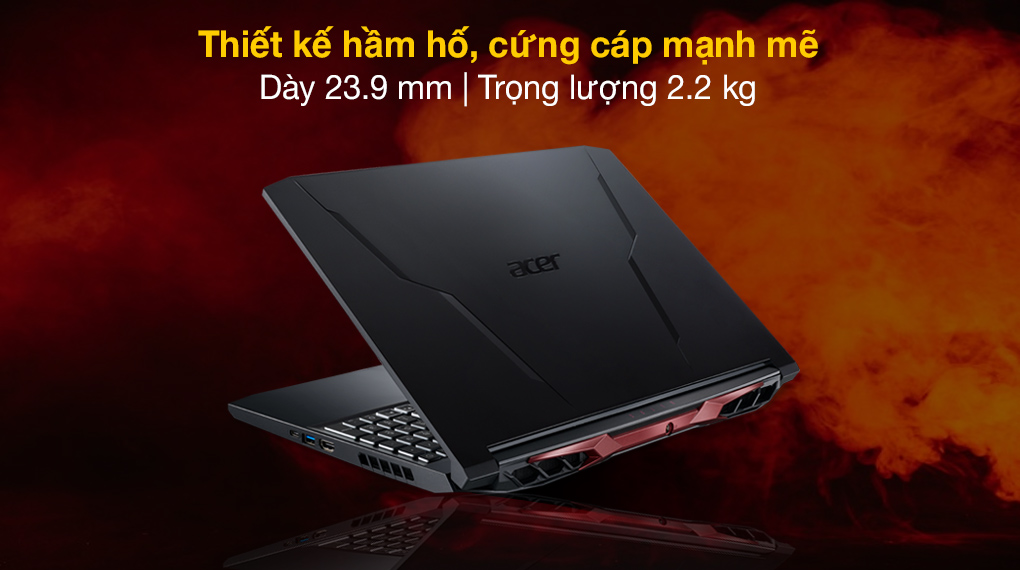 Thiết kế hầm hố, cứng cáp mạnh mẽ
Dày 23.9 mm | Trọng lượng 2.2 kg
acer